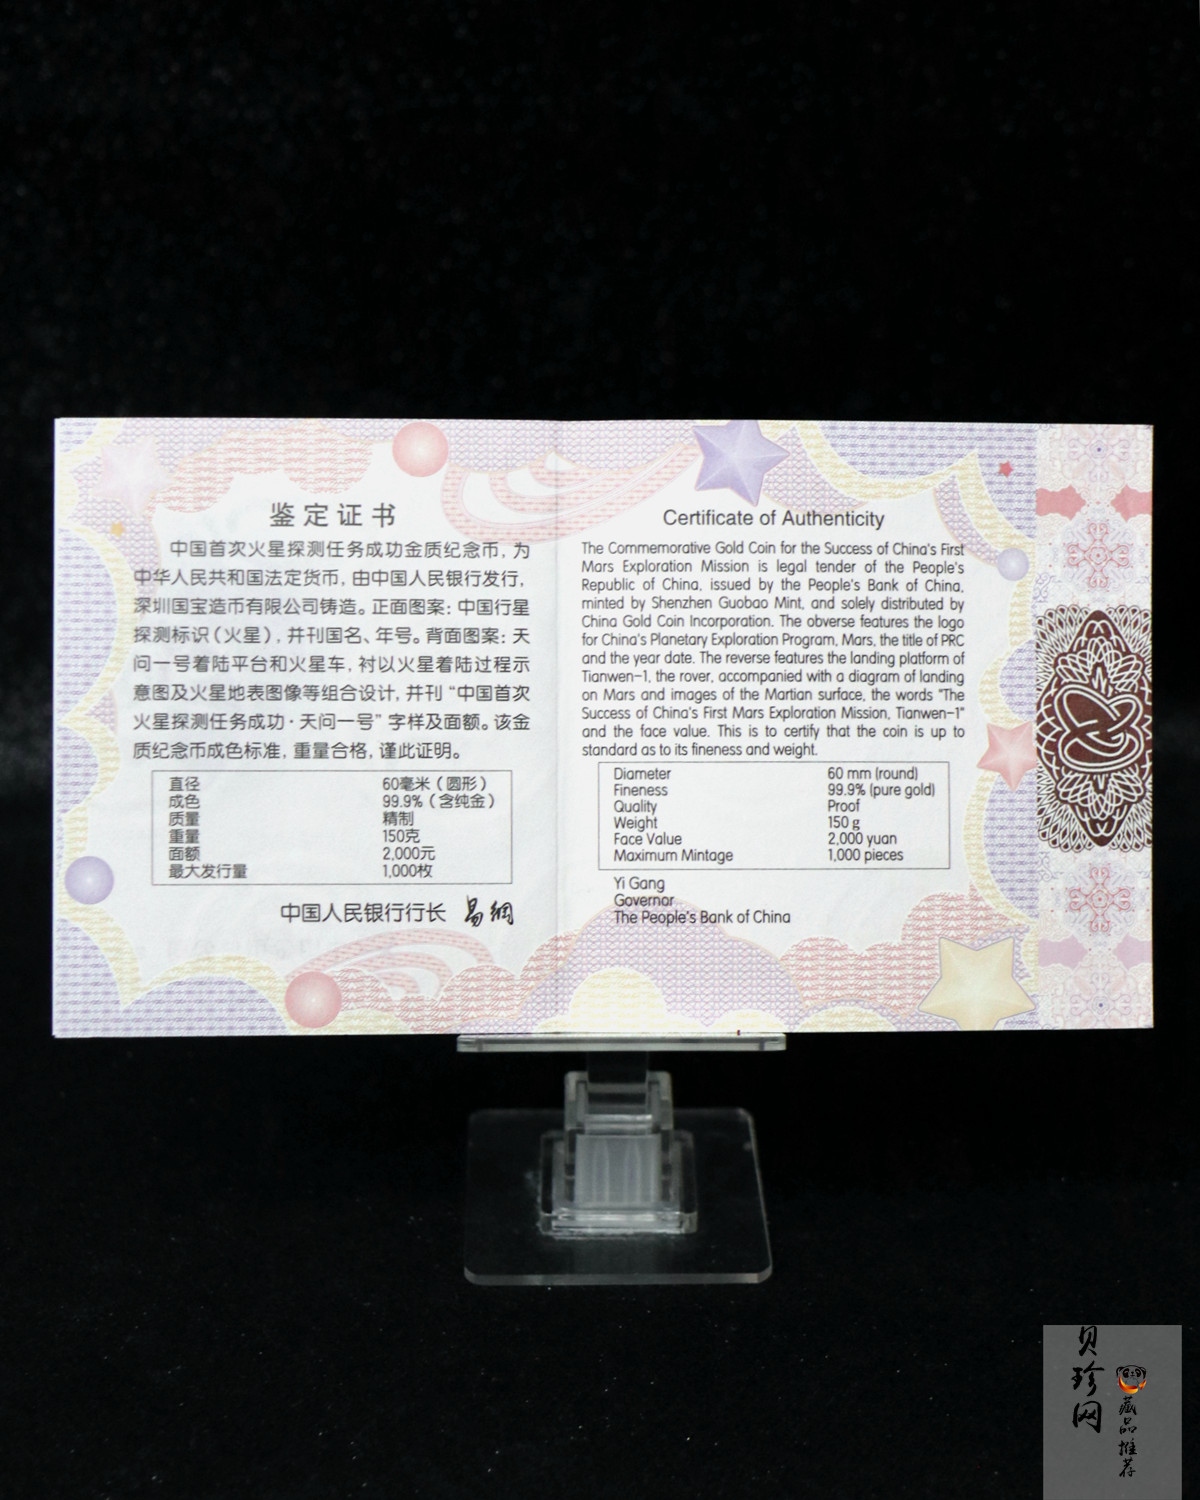 鉴定证书
中国首次火星探测任务成功金质纪念币，为
中华人民共和国法定货币，由中国人民银行发行，
深圳国宝造币有限公司铸造。正面图案：中国行星
探测标识（火星），并刊国名、年号。背面图案：天
问一号着陆平台和火星车，衬以火星着陆过程示
意图及火星地表图像等组合设计，并刊“中国首次
火星探测任务成功·天问一号”字样及面额。该金
质纪念币成色标准，重量合格，谨此证明。
直径 60毫米（圆形）
成色 99.9%（含纯金）
质量 精制
重量 150克
面额 2,000元
最大发行量 1,000枚
中国人民银行行长 易纲
Certificate of Authenticity
The Commemorative Gold Coin for the Success of China's First
Mars Exploration Mission is legal tender of the People's
Republic of China, issued by the People's Bank of China,
minted by Shenzhen Guobao Mint, and solely distributed by
China Gold Coin Incorporation. The obverse features the logo
for China's Planetary Exploration Program, Mars, the title of PRC
and the year date. The reverse features the landing platform of
Tianwen-1, the rover, accompanied with a diagram of landing
on Mars and images of the Martian surface, the words "The
Success of China's First Mars Exploration Mission, Tianwen-1"
and the face value. This is to certify that the coin is up to
standard as to its fineness and weight.
Diameter 60 mm (round)
Fineness 99.9% (pure gold)
Quality Proof
Weight 150 g
Face Value 2,000 yuan
Maximum Mintage 1,000 pieces
Yi Gang
Governor
The People's Bank of China
贝珍网
藏品推荐